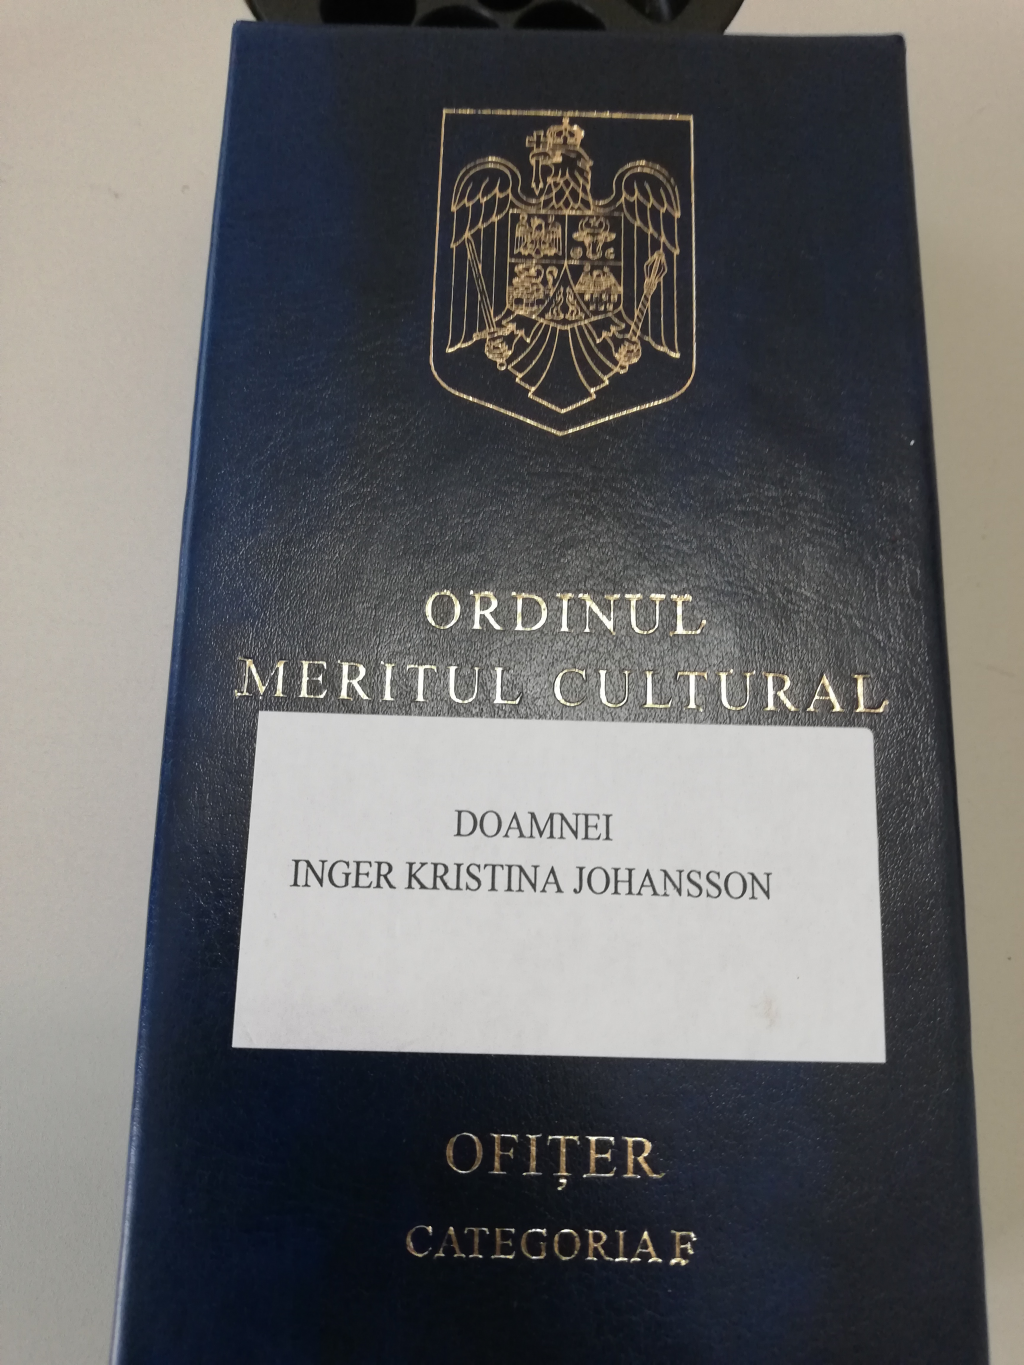 ORDINUL
MERITUL CULTURAL
DOAMNEI
INGER KRISTINA JOHANSSON
OFIȚER
CATEGORIA F